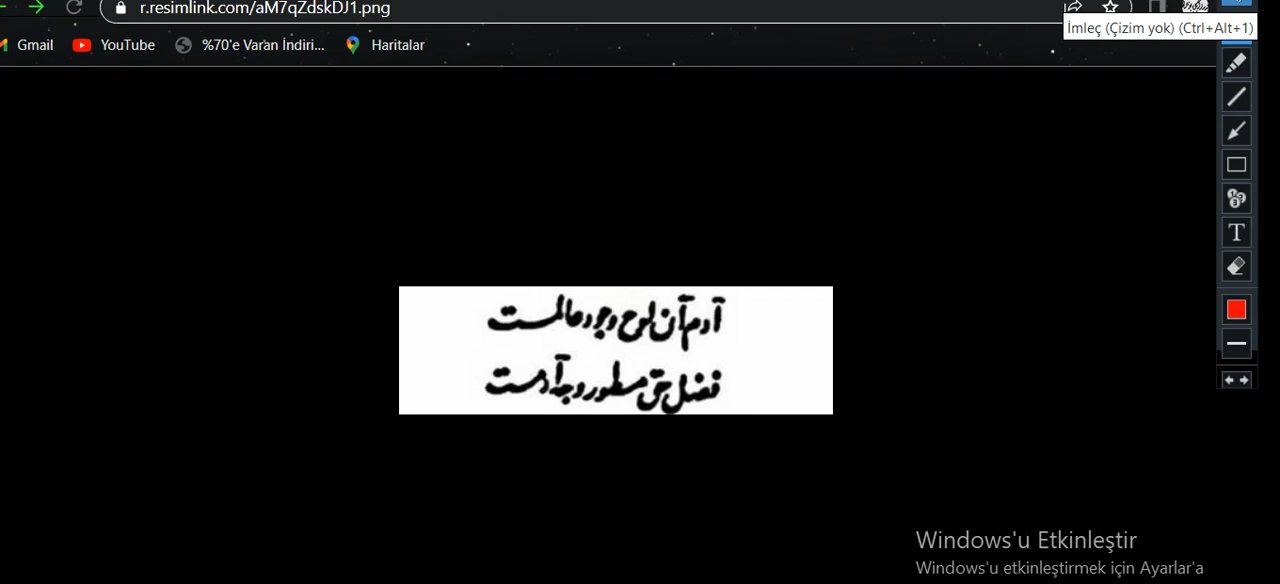 r.resimlink.com/aM7qZdskDJ1.png
İmleç (Çizim yok) (Ctrl+Alt+1)
Gmail YouTube %70'e Varan İndiri... Haritalar
T
آدم آن لوح وجود عالمست
فضل حق مسطور وجه آدمست
Windows'u Etkinleştir
Windows'u etkinleştirmek için Ayarlar'a